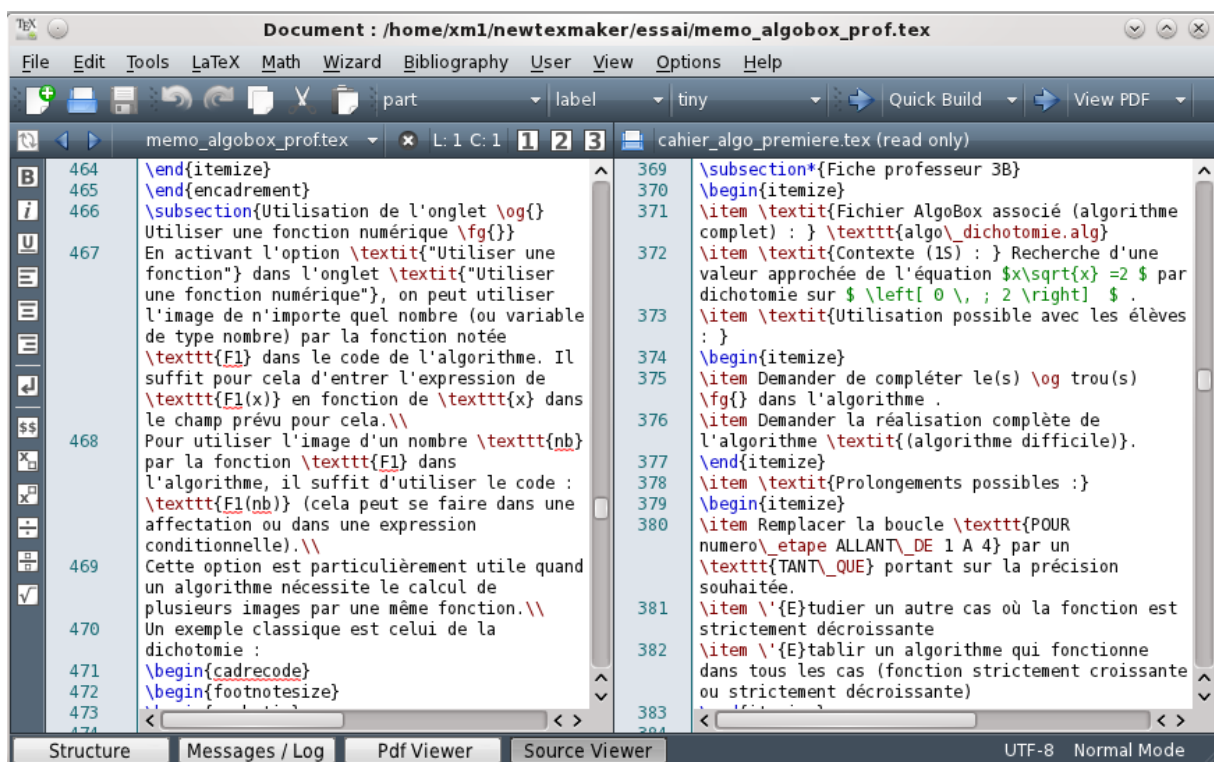 TEX
Document : /home/xm1/newtexmaker/essai/memo_algobox_prof.tex
File Edit Tools LaTeX Math Wizard Bibliography User View Options Help
part label tiny Quick Build View PDF
memo_algobox_prof.tex L: 1 C: 1 1 2 3 cahier_algo_premiere.tex (read only)
B
i
U
$$
464 \end{itemize}
465 \end{encadrement}
466 \subsection{Utilisation de l'onglet \og{}
Utiliser une fonction numérique \fg{}}
467 En activant l'option \textit{"Utiliser une
fonction"} dans l'onglet \textit{"Utiliser
une fonction numérique"}, on peut utiliser
l'image de n'importe quel nombre (ou variable
de type nombre) par la fonction notée
\texttt{F1} dans le code de l'algorithme. Il
suffit pour cela d'entrer l'expression de
\texttt{F1(x)} en fonction de \texttt{x} dans
le champ prévu pour cela.\\
468 Pour utiliser l'image d'un nombre \texttt{nb}
par la fonction \texttt{F1} dans
l'algorithme, il suffit d'utiliser le code :
\texttt{F1(nb)} (cela peut se faire dans une
affectation ou dans une expression
conditionnelle).\\
469 Cette option est particulièrement utile quand
un algorithme nécessite le calcul de
plusieurs images par une même fonction.\\
470 Un exemple classique est celui de la
dichotomie :
471 \begin{cadrecode}
472 \begin{footnotesize}
473
369 \subsection*{Fiche professeur 3B}
370 \begin{itemize}
371 \item \textit{Fichier AlgoBox associé (algorithme
complet) : } \texttt{algo\_dichotomie.alg}
372 \item \textit{Contexte (1S) : } Recherche d'une
valeur approchée de l'équation $x\sqrt{x} =2 $ par
dichotomie sur $ \left[ 0 \, ; 2 \right]  $ .
373 \item \textit{Utilisation possible avec les élèves
: }
374 \begin{itemize}
375 \item Demander de compléter le(s) \og trou(s)
\fg{} dans l'algorithme .
376 \item Demander la réalisation complète de
l'algorithme \textit{(algorithme difficile)}.
377 \end{itemize}
378 \item \textit{Prolongements possibles :}
379 \begin{itemize}
380 \item Remplacer la boucle \texttt{POUR
numero\_etape ALLANT\_DE 1 A 4} par un
\texttt{TANT\_QUE} portant sur la précision
souhaitée.
381 \item \'{E}tudier un autre cas où la fonction est
strictement décroissante
382 \item \'{E}tablir un algorithme qui fonctionne
dans tous les cas (fonction strictement croissante
ou strictement décroissante)
383
Structure Messages / Log Pdf Viewer Source Viewer UTF-8 Normal Mode